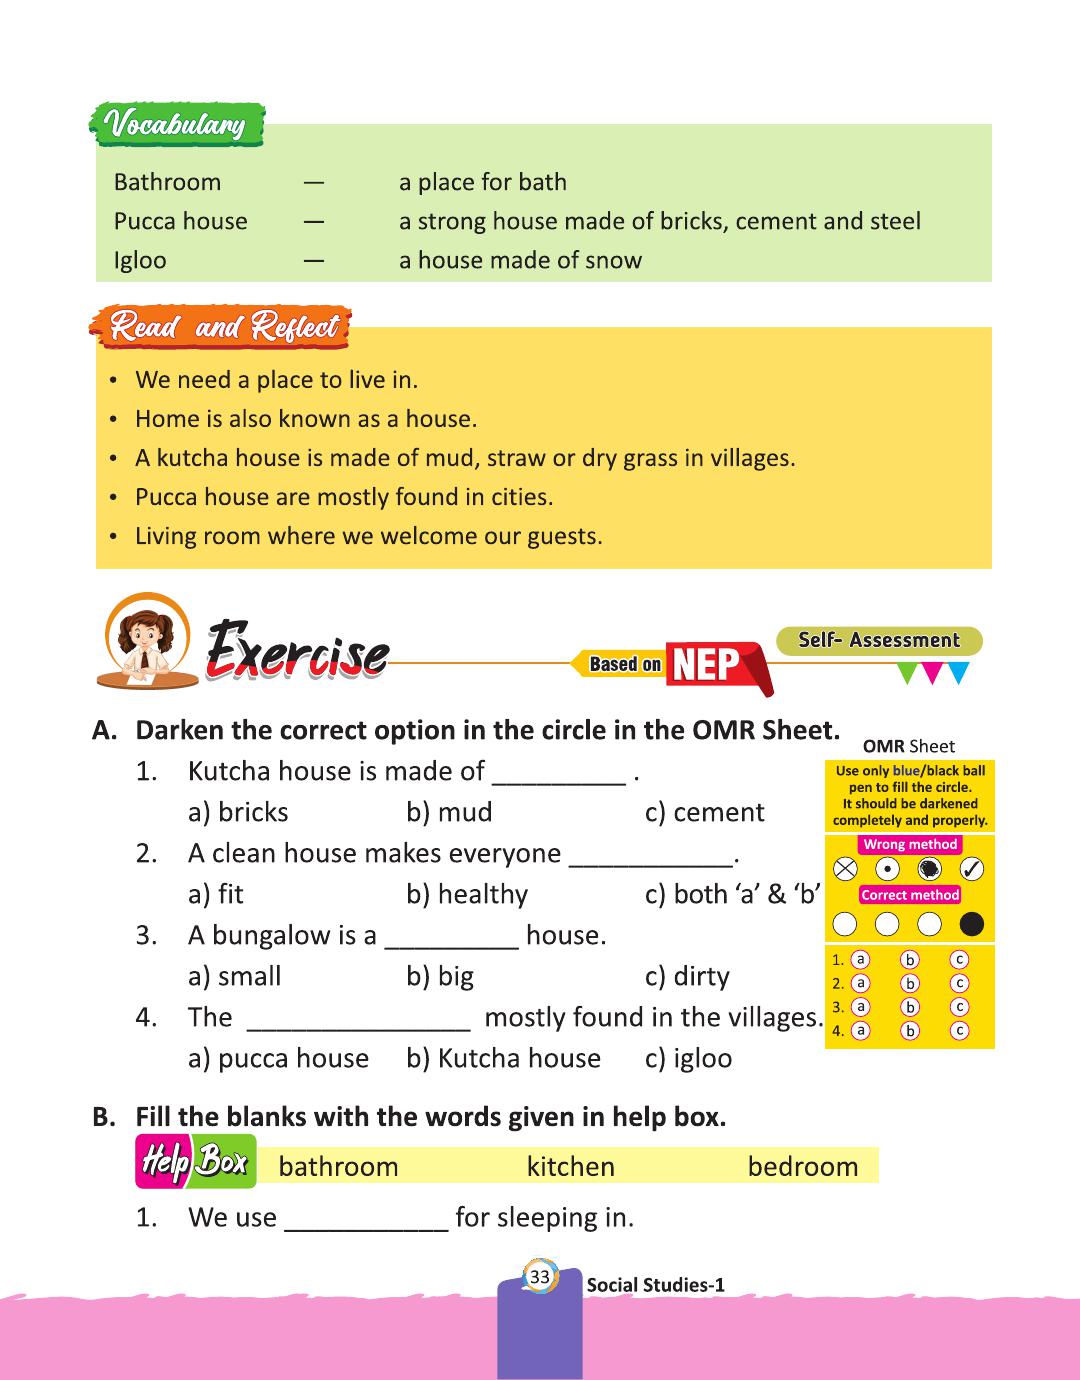 Vocabulary
Bathroom — a place for bath
Pucca house — a strong house made of bricks, cement and steel
Igloo — a house made of snow
Read and Reflect
• We need a place to live in.
• Home is also known as a house.
• A kutcha house is made of mud, straw or dry grass in villages.
• Pucca house are mostly found in cities.
• Living room where we welcome our guests.
Exercise
Based on NEP
Self- Assessment
A. Darken the correct option in the circle in the OMR Sheet.
1. Kutcha house is made of _________ .
a) bricks b) mud c) cement
2. A clean house makes everyone ___________.
a) fit b) healthy c) both ‘a’ & ‘b’
3. A bungalow is a _________ house.
a) small b) big c) dirty
4. The _______________ mostly found in the villages.
a) pucca house b) Kutcha house c) igloo
OMR Sheet
Use only blue/black ball
pen to fill the circle.
It should be darkened
completely and properly.
Wrong method
Correct method
1. a b c
2. a b c
3. a b c
4. a b c
B. Fill the blanks with the words given in help box.
Help Box bathroom kitchen bedroom
1. We use ___________ for sleeping in.
33 Social Studies-1